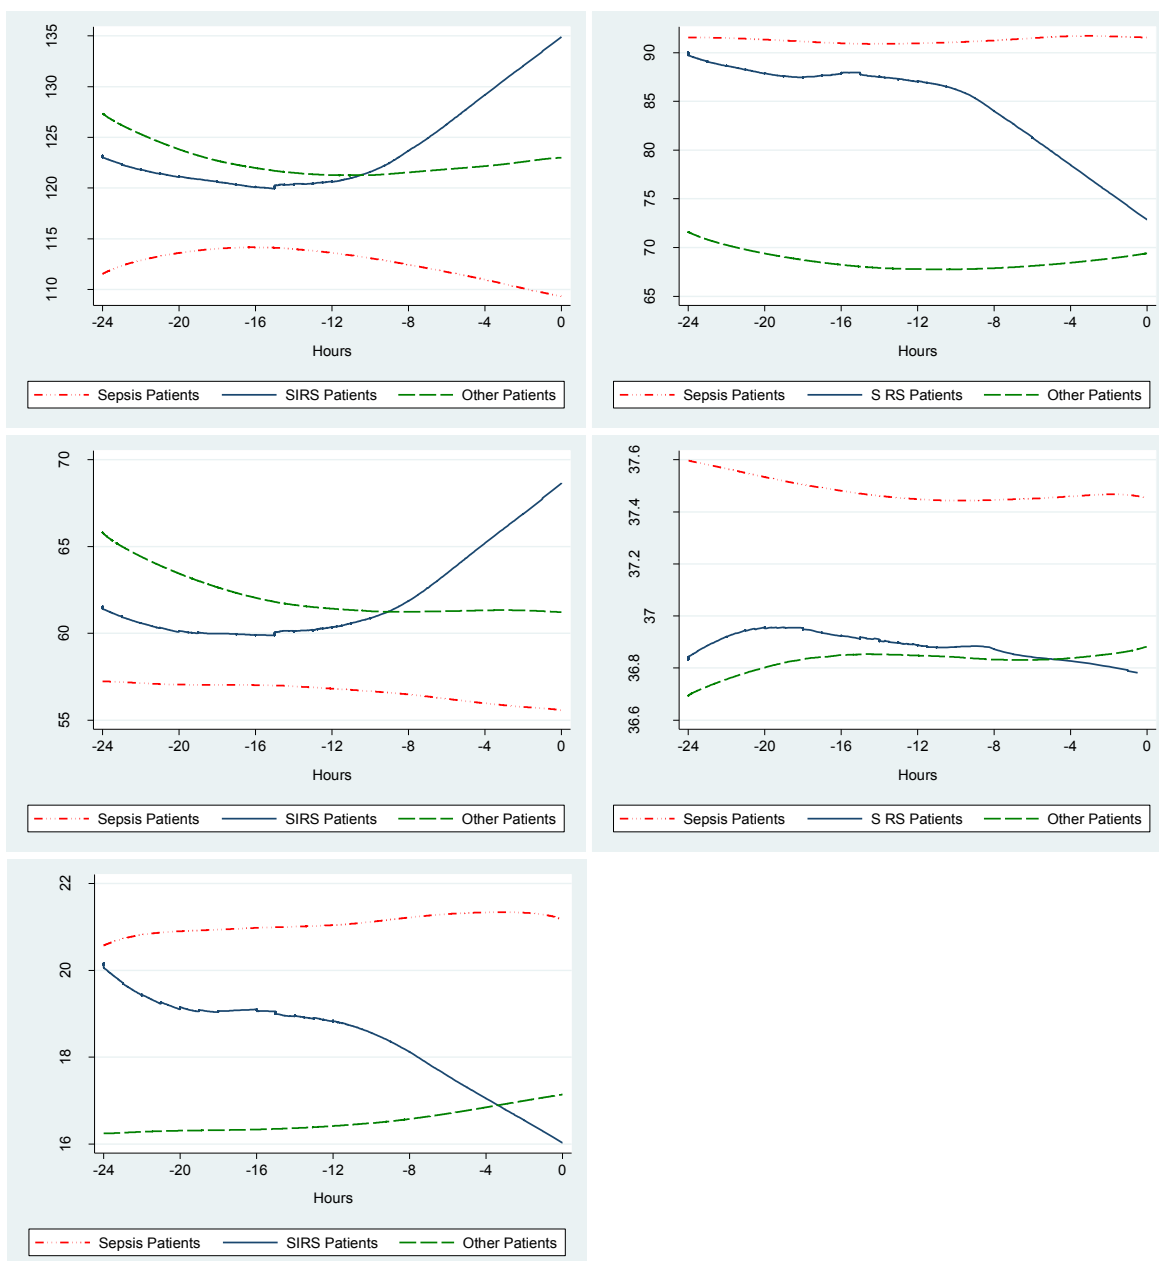 135
130
125
120
115
110
-24 -20 -16 -12 -8 -4 0
Hours
Sepsis Patients SIRS Patients Other Patients
90
85
80
75
70
65
-24 -20 -16 -12 -8 -4 0
Hours
Sepsis Patients S RS Patients Other Patients
70
65
60
55
-24 -20 -16 -12 -8 -4 0
Hours
Sepsis Patients SIRS Patients Other Patients
37.6
37.4
37.2
37
36.8
36.6
-24 -20 -16 -12 -8 -4 0
Hours
Sepsis Patients S RS Patients Other Patients
22
20
18
16
-24 -20 -16 -12 -8 -4 0
Hours
Sepsis Patients SIRS Patients Other Patients